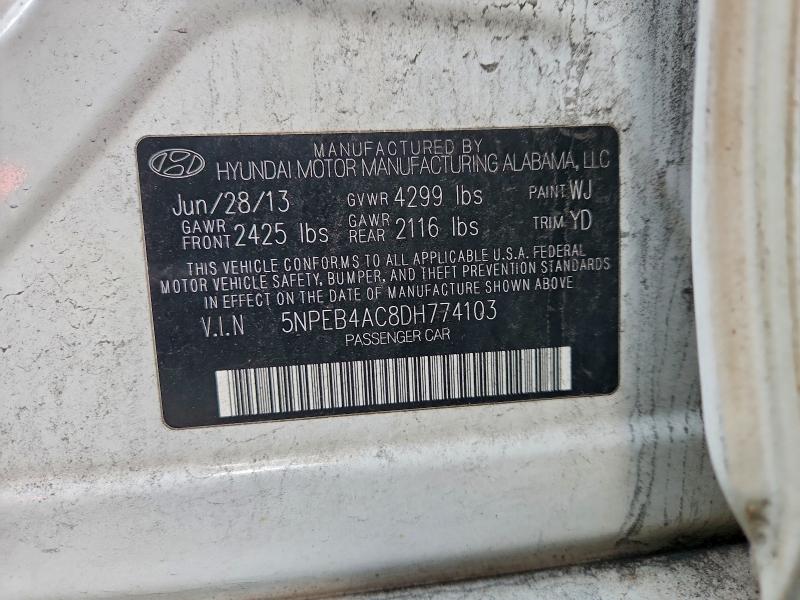 MANUFACTURED BY
HYUNDAI MOTOR MANUFACTURING ALABAMA, LLC
Jun/28/13 GVWR 4299 lbs PAINT WJ
GAWR FRONT 2425 lbs GAWR REAR 2116 lbs TRIM YD
THIS VEHICLE CONFORMS TO ALL APPLICABLE U.S.A. FEDERAL
MOTOR VEHICLE SAFETY, BUMPER, AND THEFT PREVENTION STANDARDS
IN EFFECT ON THE DATE OF MANUFACTURE SHOWN ABOVE
V.I.N 5NPEB4AC8DH774103
PASSENGER CAR